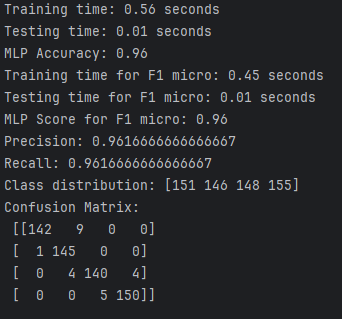 Training time: 0.56 seconds
Testing time: 0.01 seconds
MLP Accuracy: 0.96
Training time for F1 micro: 0.45 seconds
Testing time for F1 micro: 0.01 seconds
MLP Score for F1 micro: 0.96
Precision: 0.9616666666666667
Recall: 0.9616666666666667
Class distribution: [151 146 148 155]
Confusion Matrix:
 [[142   9   0   0]
 [  1 145   0   0]
 [  0   4 140   4]
 [  0   0   5 150]]